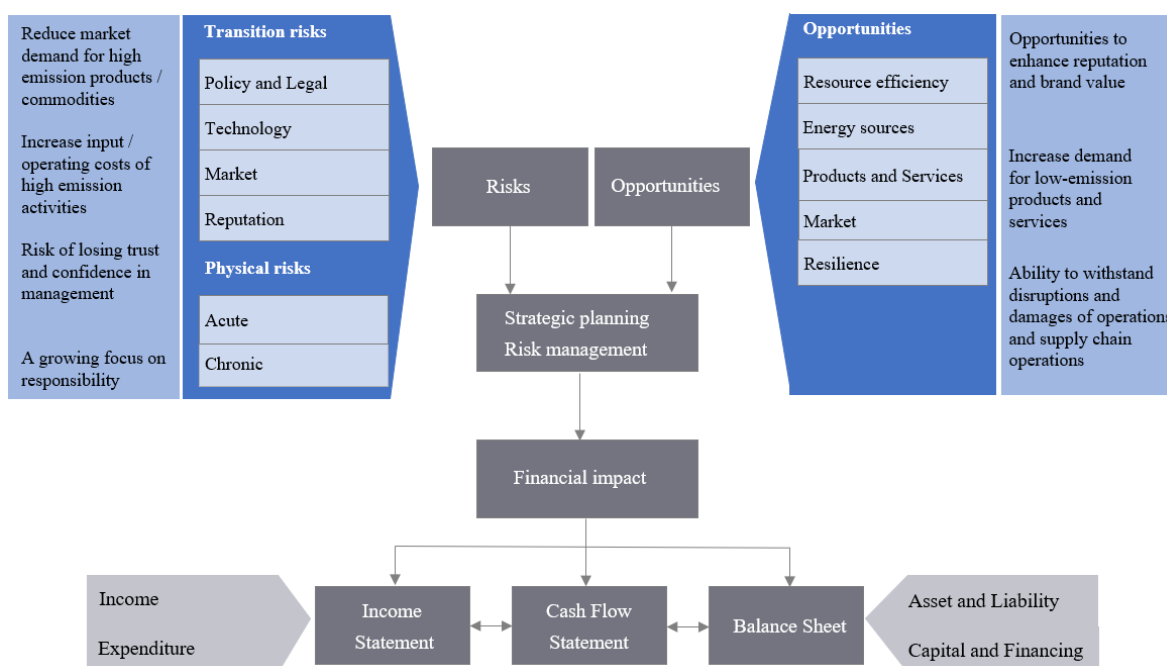 Reduce market
demand for high
emission products /
commodities
Increase input /
operating costs of
high emission
activities
Risk of losing trust
and confidence in
management
A growing focus on
responsibility
Transition risks
Policy and Legal
Technology
Market
Reputation
Physical risks
Acute
Chronic
Risks
Opportunities
Opportunities
Resource efficiency
Energy sources
Products and Services
Market
Resilience
Opportunities to
enhance reputation
and brand value
Increase demand
for low-emission
products and
services
Ability to withstand
disruptions and
damages of operations
and supply chain
operations
Strategic planning
Risk management
Financial impact
Income
Expenditure
Income
Statement
Cash Flow
Statement
Balance Sheet
Asset and Liability
Capital and Financing